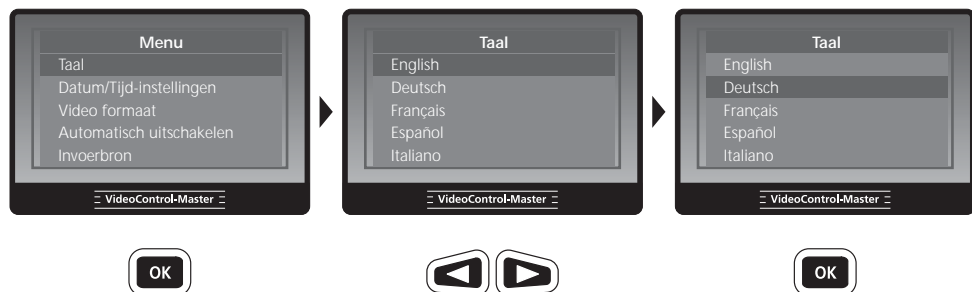 Menu
Taal
Datum/Tijd-instellingen
Video formaat
Automatisch uitschakelen
Invoerbron
VideoControl-Master
Taal
English
Deutsch
Français
Español
Italiano
VideoControl-Master
Taal
English
Deutsch
Français
Español
Italiano
VideoControl-Master
OK
OK